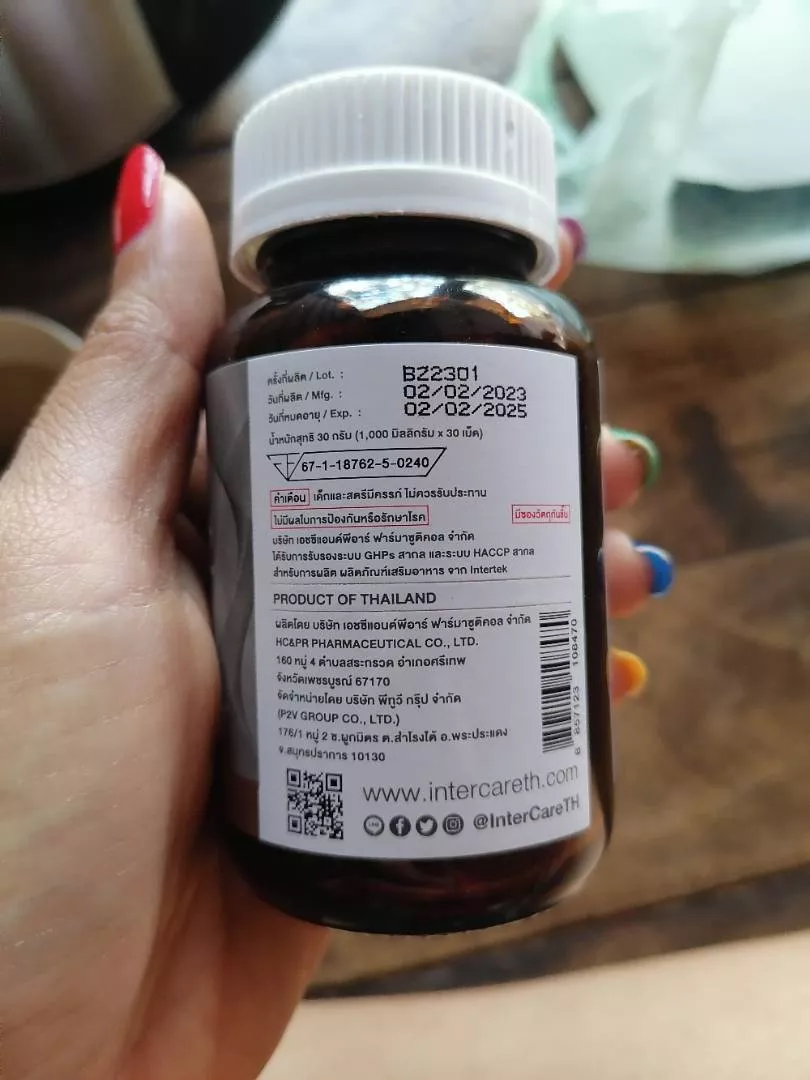 ครั้งที่ผลิต / Lot. : BZ2301
วันที่ผลิต / Mfg. : 02/02/2023
วันที่หมดอายุ / Exp. : 02/02/2025
น้ำหนักสุทธิ 30 กรัม (1,000 มิลลิกรัม x 30 เม็ด)
67-1-18762-5-0240
คำเตือน เด็กและสตรีมีครรภ์ ไม่ควรรับประทาน
ไม่มีผลในการป้องกันหรือรักษาโรค มีซองวัตถุกันชื้น
บริษัท เอชซีแอนด์พีอาร์ ฟาร์มาซูติคอล จำกัด
ได้รับการรับรองระบบ GHPs สากล และระบบ HACCP สากล
สำหรับการผลิต ผลิตภัณฑ์เสริมอาหาร จาก Intertek
PRODUCT OF THAILAND
ผลิตโดย บริษัท เอชซีแอนด์พีอาร์ ฟาร์มาซูติคอล จำกัด
HC&PR PHARMACEUTICAL CO., LTD.
160 หมู่ 4 ตำบลสระกรวด อำเภอศรีเทพ
จังหวัดเพชรบูรณ์ 67170
จัดจำหน่ายโดย บริษัท พีทูวี กรุ๊ป จำกัด
(P2V GROUP CO., LTD.)
176/1 หมู่ 2 ซ.ผูกมิตร ต.สำโรงใต้ อ.พระประแดง
จ.สมุทรปราการ 10130
8 857123 108470
www.intercareth.com
@InterCareTH